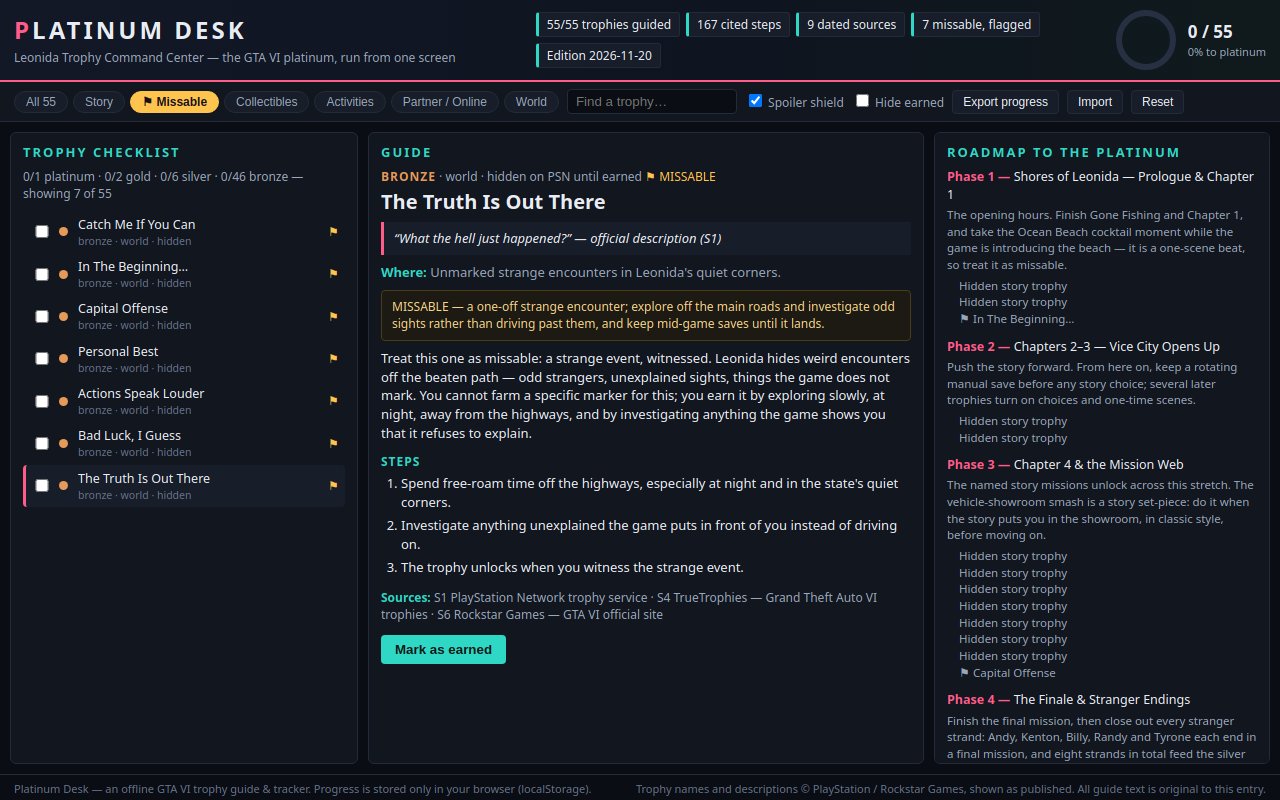 PLATINUM DESK
Leonida Trophy Command Center — the GTA VI platinum, run from one screen
55/55 trophies guided
167 cited steps
9 dated sources
7 missable, flagged
Edition 2026-11-20
0 / 55
0% to platinum
All 55
Story
⚑ Missable
Collectibles
Activities
Partner / Online
World
Find a trophy…
Spoiler shield
Hide earned
Export progress
Import
Reset
TROPHY CHECKLIST
0/1 platinum · 0/2 gold · 0/6 silver · 0/46 bronze —
showing 7 of 55
Catch Me If You Can
bronze · world · hidden
⚑
In The Beginning…
bronze · world · hidden
⚑
Capital Offense
bronze · world · hidden
⚑
Personal Best
bronze · world · hidden
⚑
Actions Speak Louder
bronze · world · hidden
⚑
Bad Luck, I Guess
bronze · world · hidden
⚑
The Truth Is Out There
bronze · world · hidden
⚑
GUIDE
BRONZE · world · hidden on PSN until earned ⚑ MISSABLE
The Truth Is Out There
“What the hell just happened?” — official description (S1)
Where: Unmarked strange encounters in Leonida's quiet corners.
MISSABLE — a one-off strange encounter; explore off the main roads and investigate odd
sights rather than driving past them, and keep mid-game saves until it lands.
Treat this one as missable: a strange event, witnessed. Leonida hides weird encounters
off the beaten path — odd strangers, unexplained sights, things the game does not
mark. You cannot farm a specific marker for this; you earn it by exploring slowly, at
night, away from the highways, and by investigating anything the game shows you
that it refuses to explain.
STEPS
1. Spend free-roam time off the highways, especially at night and in the state's quiet
corners.
2. Investigate anything unexplained the game puts in front of you instead of driving
on.
3. The trophy unlocks when you witness the strange event.
Sources: S1 PlayStation Network trophy service · S4 TrueTrophies — Grand Theft Auto VI
trophies · S6 Rockstar Games — GTA VI official site
Mark as earned
ROADMAP TO THE PLATINUM
Phase 1 — Shores of Leonida — Prologue & Chapter
1
The opening hours. Finish Gone Fishing and Chapter 1,
and take the Ocean Beach cocktail moment while the
game is introducing the beach — it is a one-scene beat,
so treat it as missable.
Hidden story trophy
Hidden story trophy
⚑ In The Beginning…
Phase 2 — Chapters 2–3 — Vice City Opens Up
Push the story forward. From here on, keep a rotating
manual save before any story choice; several later
trophies turn on choices and one-time scenes.
Hidden story trophy
Hidden story trophy
Phase 3 — Chapter 4 & the Mission Web
The named story missions unlock across this stretch. The
vehicle-showroom smash is a story set-piece: do it when
the story puts you in the showroom, in classic style,
before moving on.
Hidden story trophy
Hidden story trophy
Hidden story trophy
Hidden story trophy
Hidden story trophy
Hidden story trophy
Hidden story trophy
⚑ Capital Offense
Phase 4 — The Finale & Stranger Endings
Finish the final mission, then close out every stranger
strand: Andy, Kenton, Billy, Randy and Tyrone each end in
a final mission, and eight strands in total feed the silver
Platinum Desk — an offline GTA VI trophy guide & tracker. Progress is stored only in your browser (localStorage).
Trophy names and descriptions © PlayStation / Rockstar Games, shown as published. All guide text is original to this entry.